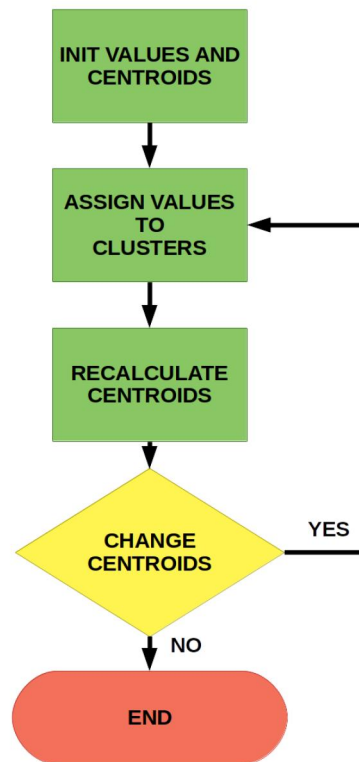 INIT VALUES AND
CENTROIDS
ASSIGN VALUES
TO
CLUSTERS
RECALCULATE
CENTROIDS
CHANGE
CENTROIDS
YES
NO
END